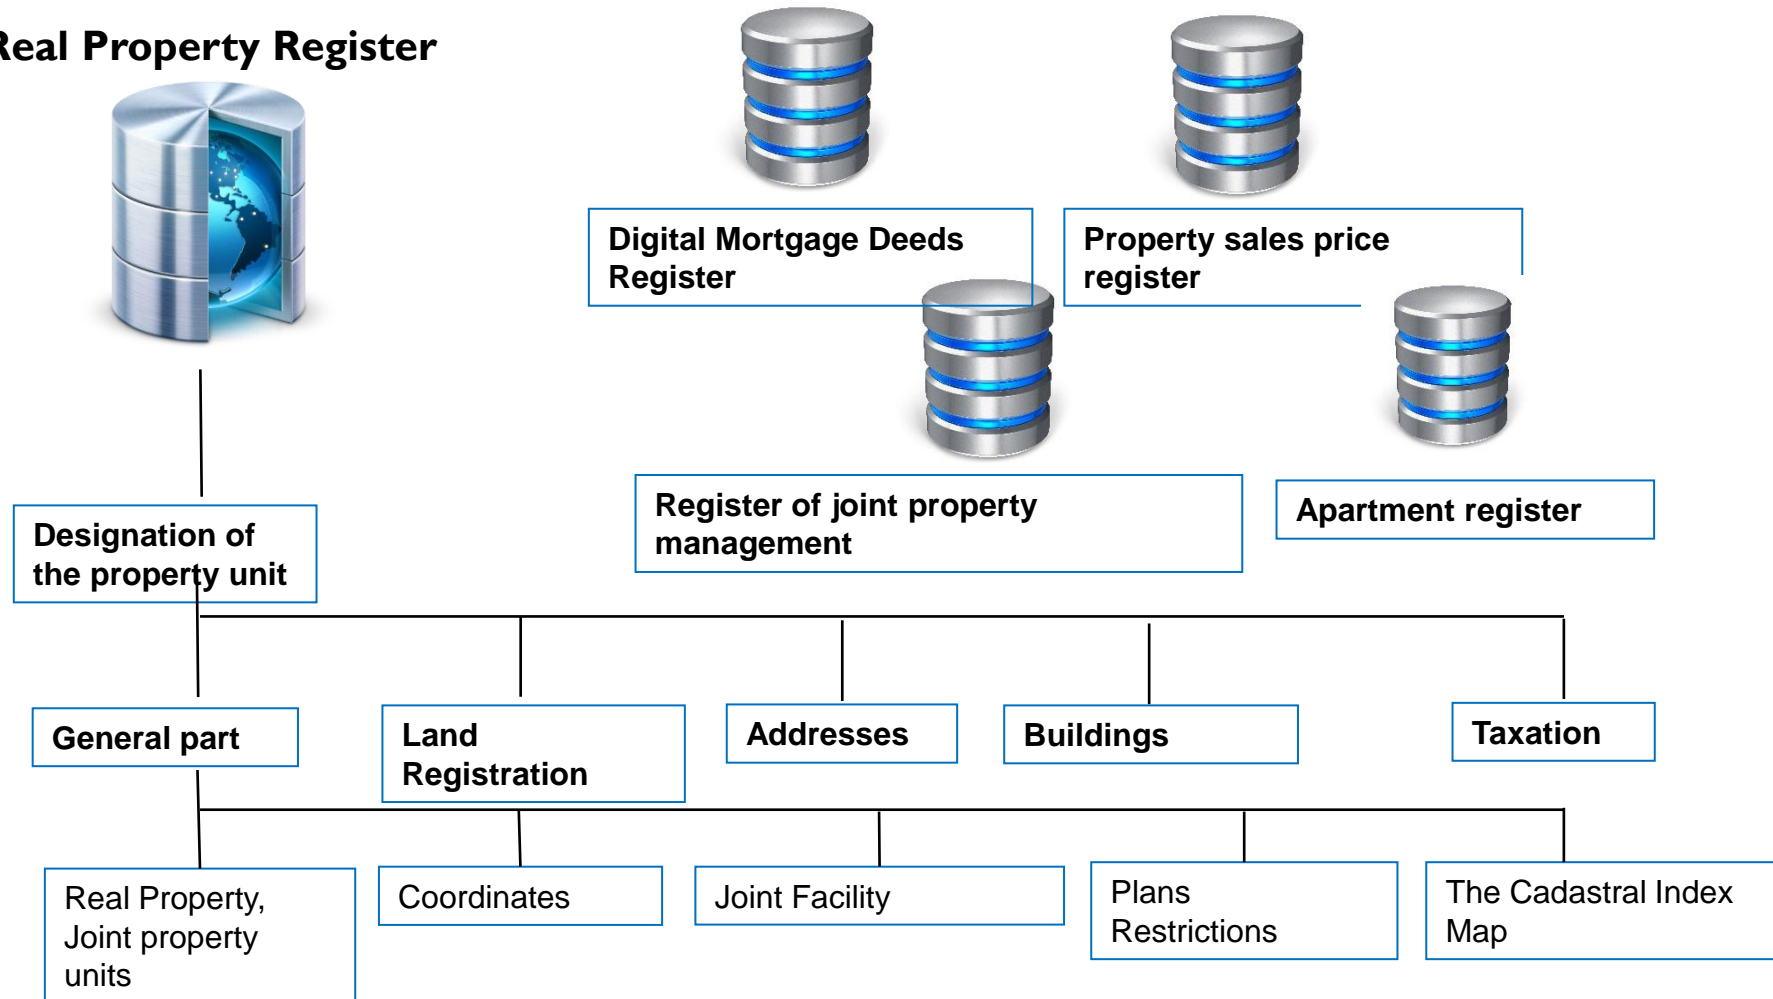 Real Property Register
Digital Mortgage Deeds
Register
Property sales price
register
Register of joint property
management
Apartment register
Designation of
the property unit
General part
Land
Registration
Addresses
Buildings
Taxation
Real Property,
Joint property
units
Coordinates
Joint Facility
Plans
Restrictions
The Cadastral Index
Map